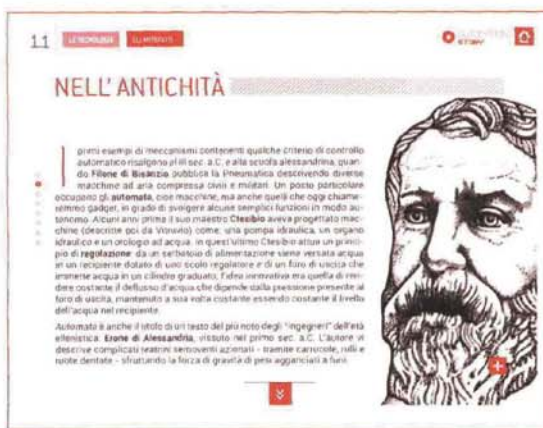 11 LE TECNOLOGIE GLI ANTENATI
STORY
NELL'ANTICHITÀ
I primi esempi di meccanismi contenenti qualche criterio di controllo
automatico risalgono al III sec. a.C. e alla scuola alessandrina, quan-
do Filone di Bisanzio pubblica la Pneumatica descrivendo diverse
macchine ad aria compressa civili e militari. Un posto particolare
occupano gli automata, cioè macchine, ma anche quelli che oggi chiame-
remmo gadget, in grado di svolgere alcune semplici funzioni in modo au-
tonomo. Alcuni anni prima il suo maestro Ctesibio aveva progettato mac-
chine (descritte poi da Vitruvio) come: una pompa idraulica, un organo
idraulico e un orologio ad acqua. In quest'ultimo Ctesibio attua un princi-
pio di regolazione: da un serbatoio di alimentazione viene versata acqua
in un recipiente dotato di uno scolo regolatore e di un foro di uscita che
immette acqua in un cilindro graduato, l'idea innovativa ma quella di ren-
dere costante il deflusso d'acqua che dipende dalla pressione presente al
foro di uscita, mantenuto a sua volta costante essendo costante il livello
dell'acqua nel recipiente.
Automata è anche il titolo di un testo del più noto degli "ingegneri" dell'età
ellenistica: Erone di Alessandria, vissuto nel primo sec. a.C. L'autore vi
descrive complicati teatrini semoventi azionati - tramite carrucole, rulli e
ruote dentate - sfruttando la forza di gravità di pesi agganciati a funi.